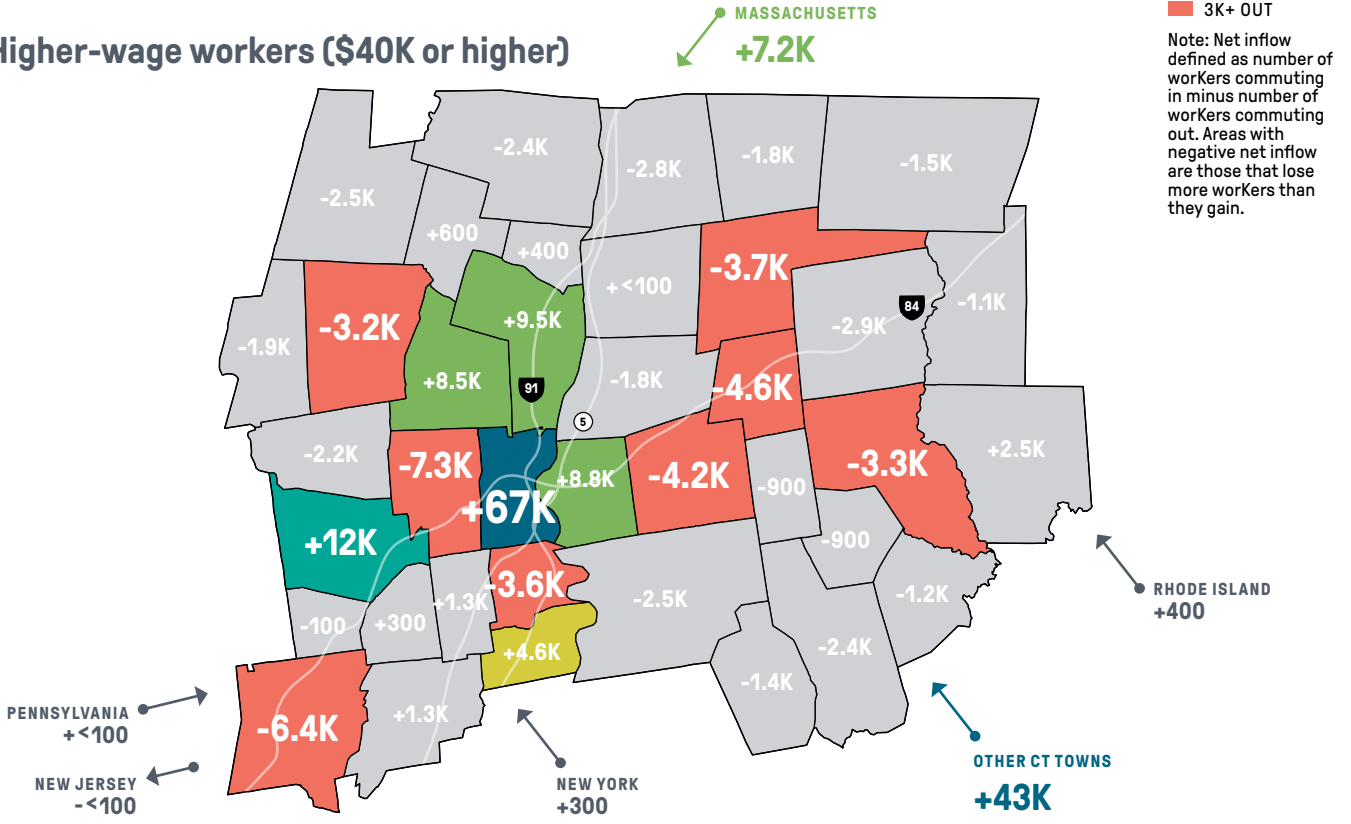 MASSACHUSETTS
+7.2K
3K+ OUT
Note: Net inflow
defined as number of
worKers commuting
in minus number of
worKers commuting
out. Areas with
negative net inflow
are those that lose
more worKers than
they gain.
Higher-wage workers ($40K or higher)
-2.4K
-2.8K
-1.8K
-1.5K
-2.5K
+600
+400
-3.7K
+<100
-1.1K
84
-3.2K
+9.5K
-2.9K
-1.9K
+8.5K
91
-1.8K
-4.6K
5
-2.2K
-7.3K
+8.8K
-4.2K
-3.3K
+2.5K
-900
+67K
+12K
-900
-3.6K
-2.5K
-1.2K
RHODE ISLAND
+400
-100
+300
+1.3K
+4.6K
-2.4K
-1.4K
PENNSYLVANIA
+<100
-6.4K
+1.3K
OTHER CT TOWNS
+43K
NEW JERSEY
-<100
NEW YORK
+300